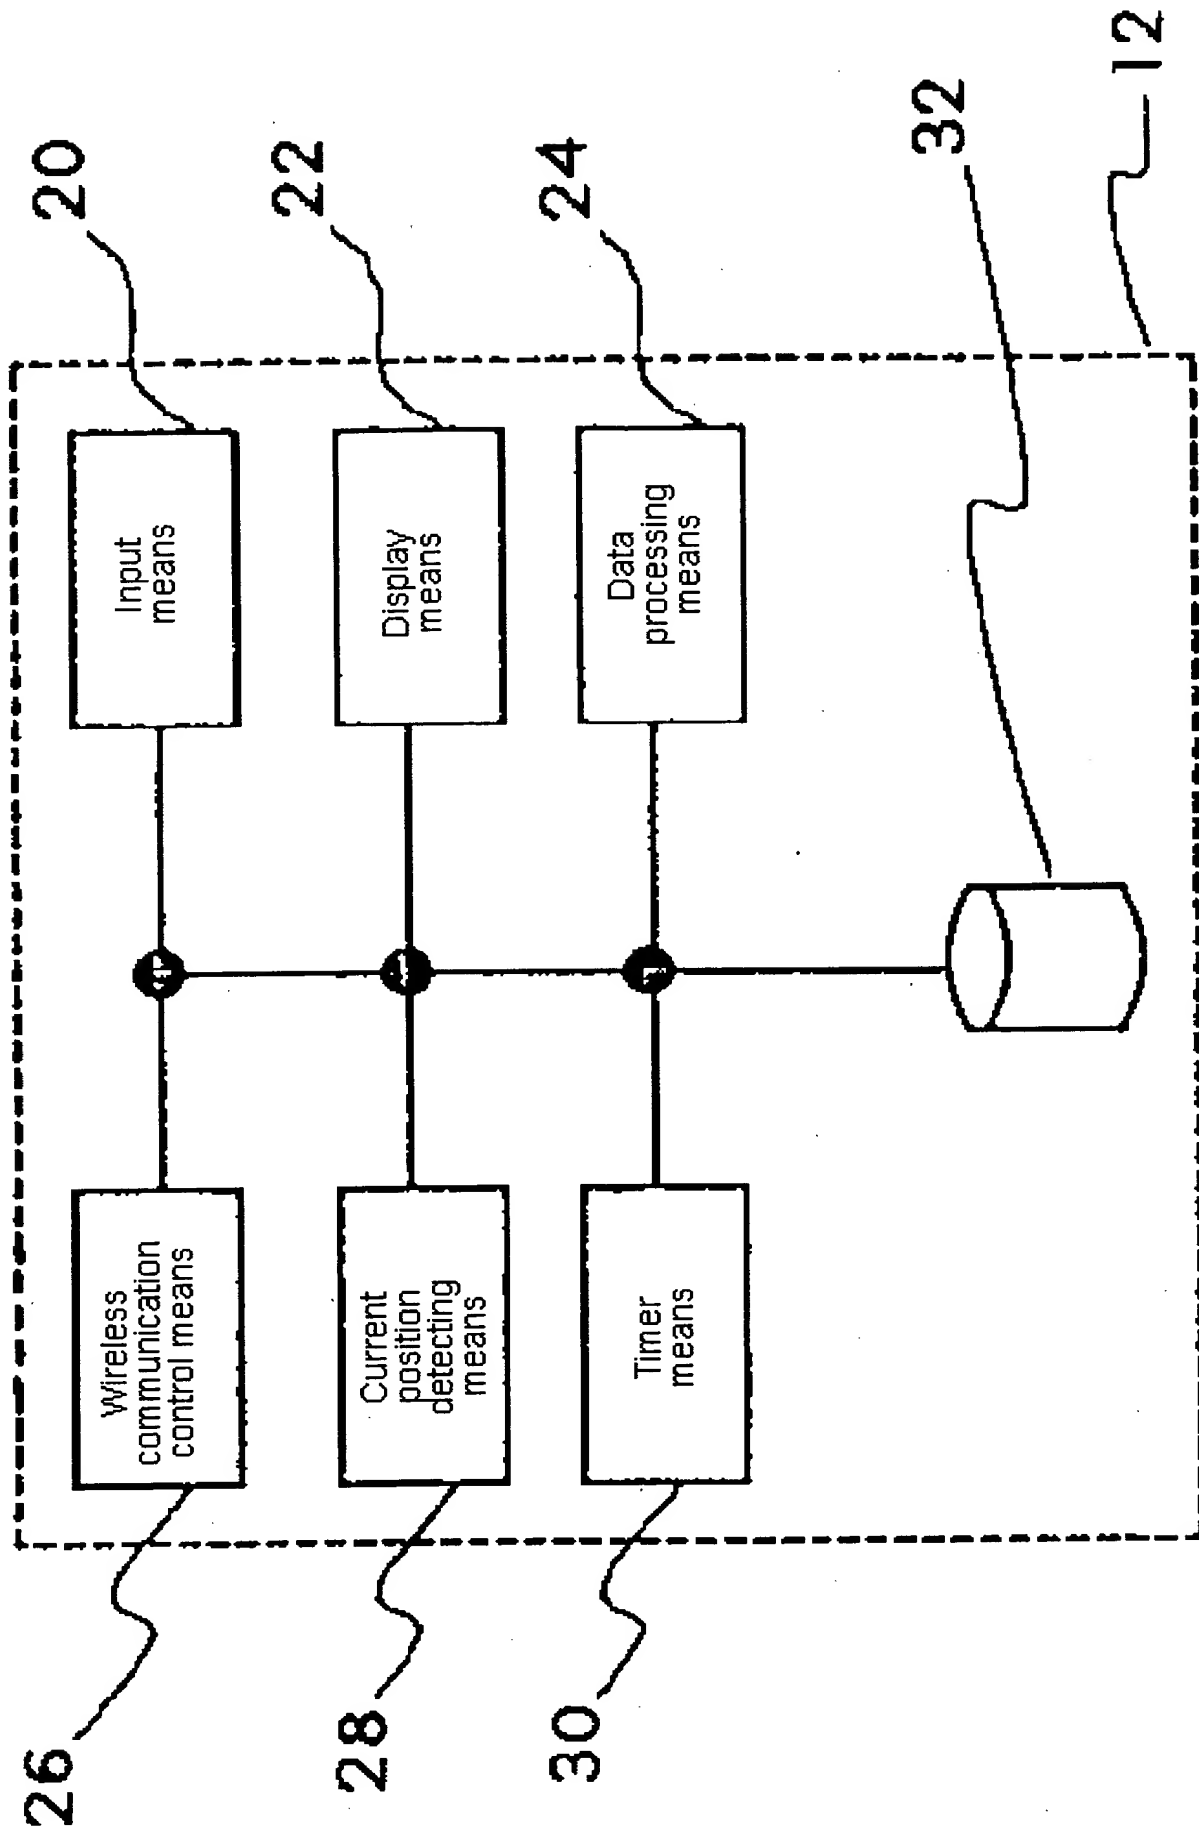 26
Wireless
communication
control means
Input
means
20
28
Current
position
detecting
means
Display
means
22
30
Timer
means
Data
processing
means
24
32
12